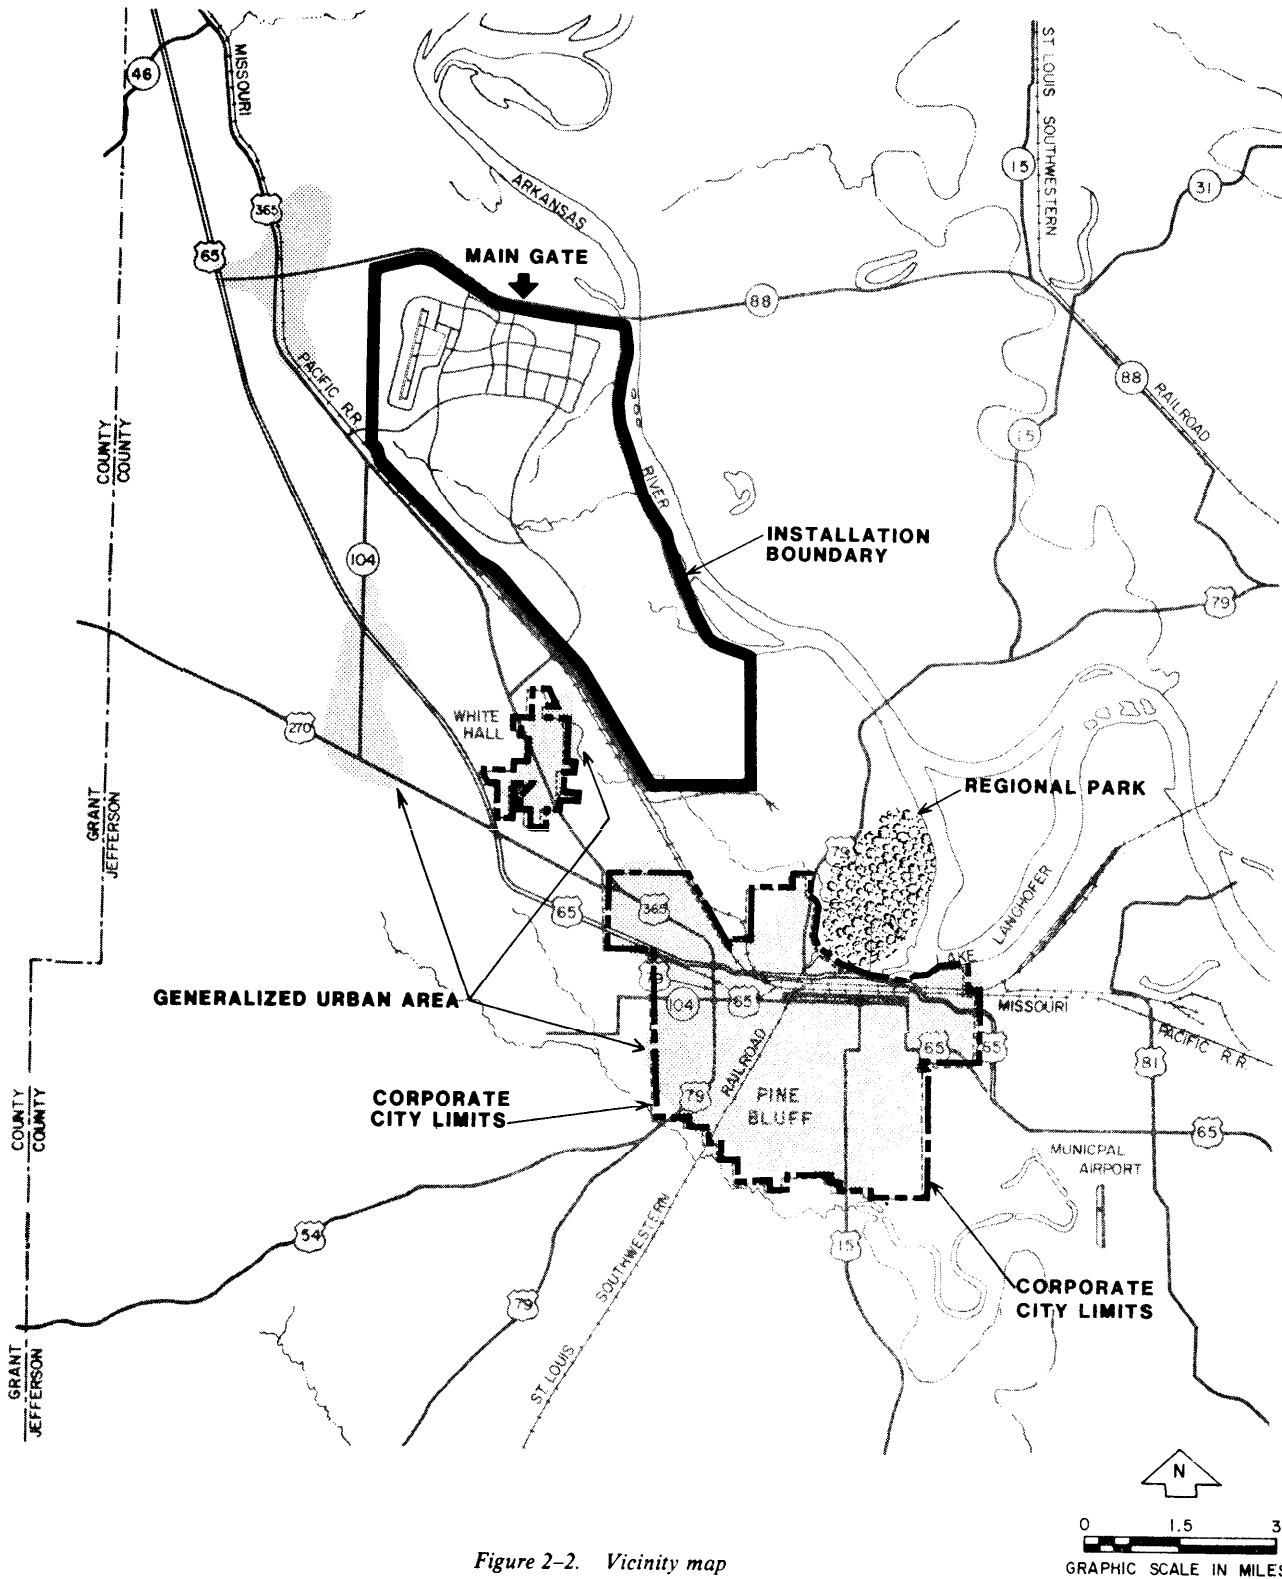 46
MISSOURI
ST LOUIS SOUTHWESTERN
15
31
365
ARKANSAS
65
MAIN GATE
88
PACIFIC R.R.
88
RAILROAD
15
COUNTY
COUNTY
RIVER
INSTALLATION
BOUNDARY
104
79
270
WHITE
HALL
REGIONAL PARK
GRANT
JEFFERSON
79
LANGHOFER
65
365
LAKE
79
GENERALIZED URBAN AREA
104
65
MISSOURI
PACIFIC R.R.
RAILROAD
65
65
81
CORPORATE
CITY LIMITS
79
PINE
BLUFF
COUNTY
COUNTY
65
MUNICPAL
AIRPORT
54
15
SOUTHWESTERN
79
CORPORATE
CITY LIMITS
GRANT
JEFFERSON
ST. LOUIS
N
0 1.5 3
GRAPHIC SCALE IN MILES
Figure 2–2. Vicinity map